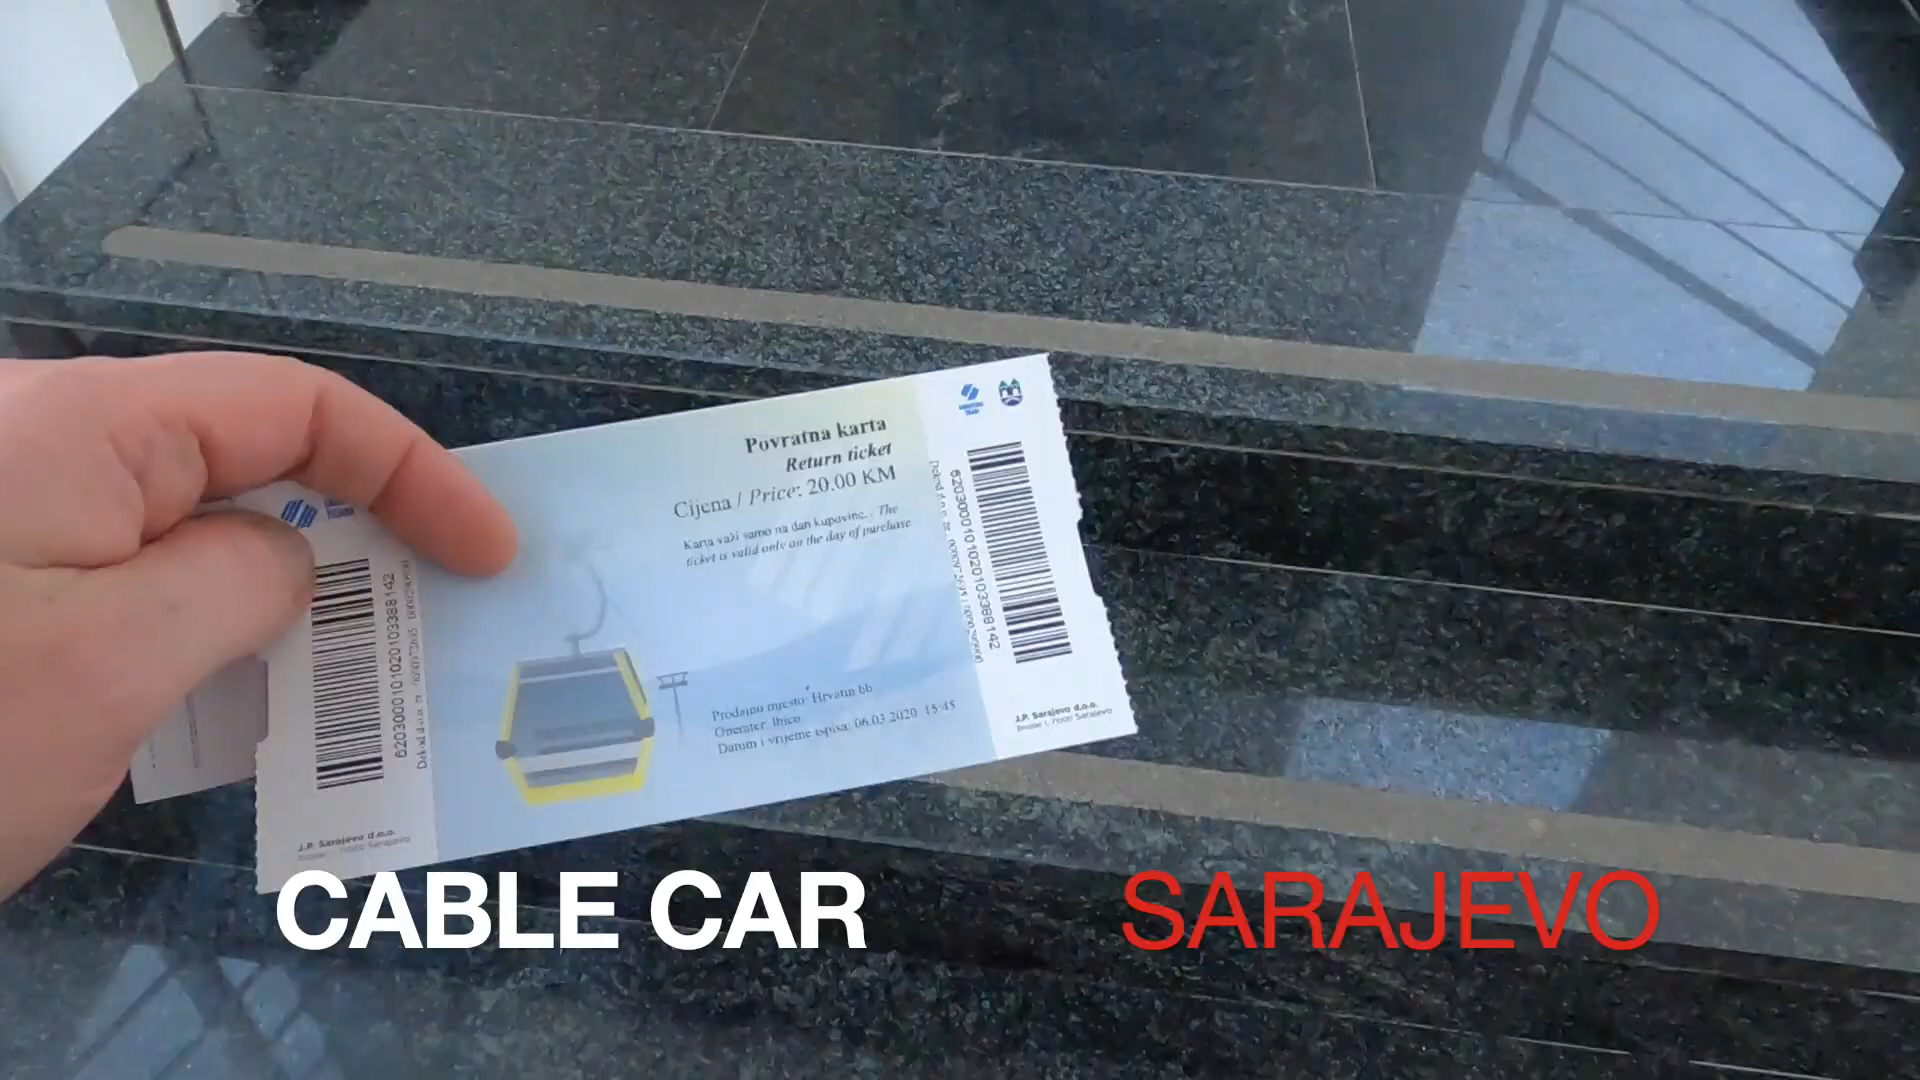 Povratna karta
Return ticket
Cijena / Price: 20.00 KM
Karta važi samo na dan kupovine. The
ticket is valid only on the day of purchase
Prodajno mjesto: Hrvatin bb
Operater: Ibico
Datum i vrijeme ispisa: 06.03.2020 15:45
J.P. Sarajevo d.o.o.
J.P. Sarajevo d.o.o.
CABLE CAR
SARAJEVO